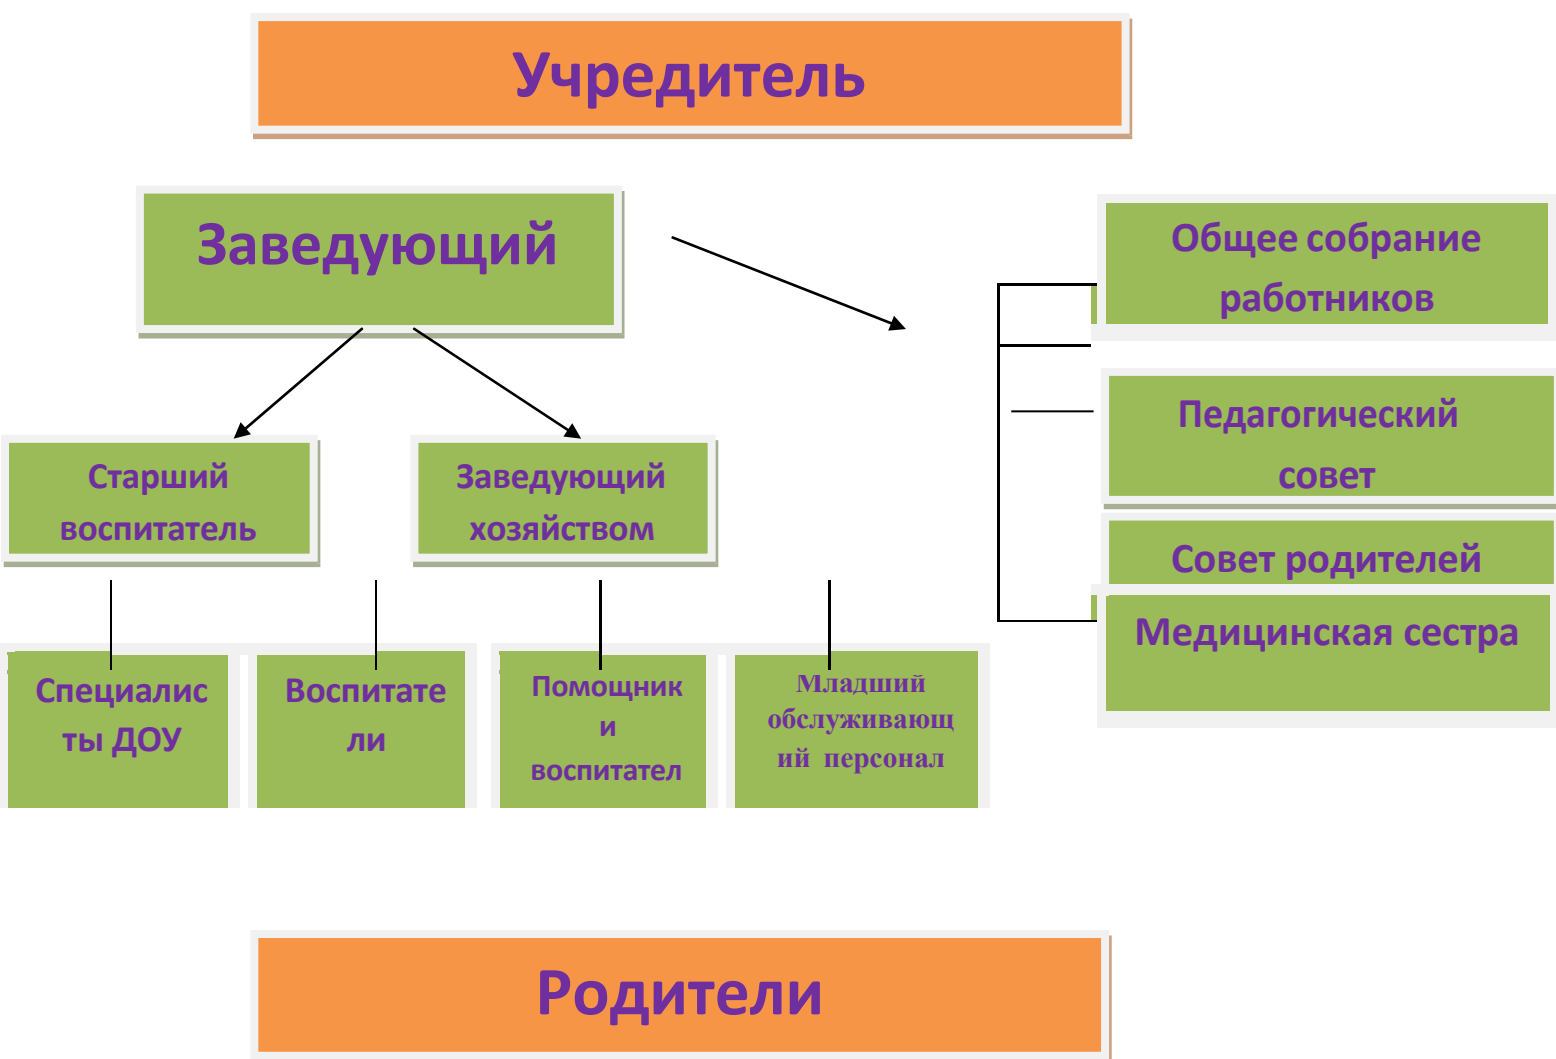 Учредитель
Заведующий
Общее собрание
работников
Педагогический
совет
Совет родителей
Медицинская сестра
Старший
воспитатель
Заведующий
хозяйством
Специалис
ты ДОУ
Воспитате
ли
Помощник
и
воспитател
Младший
обслуживающ
ий персонал
Родители